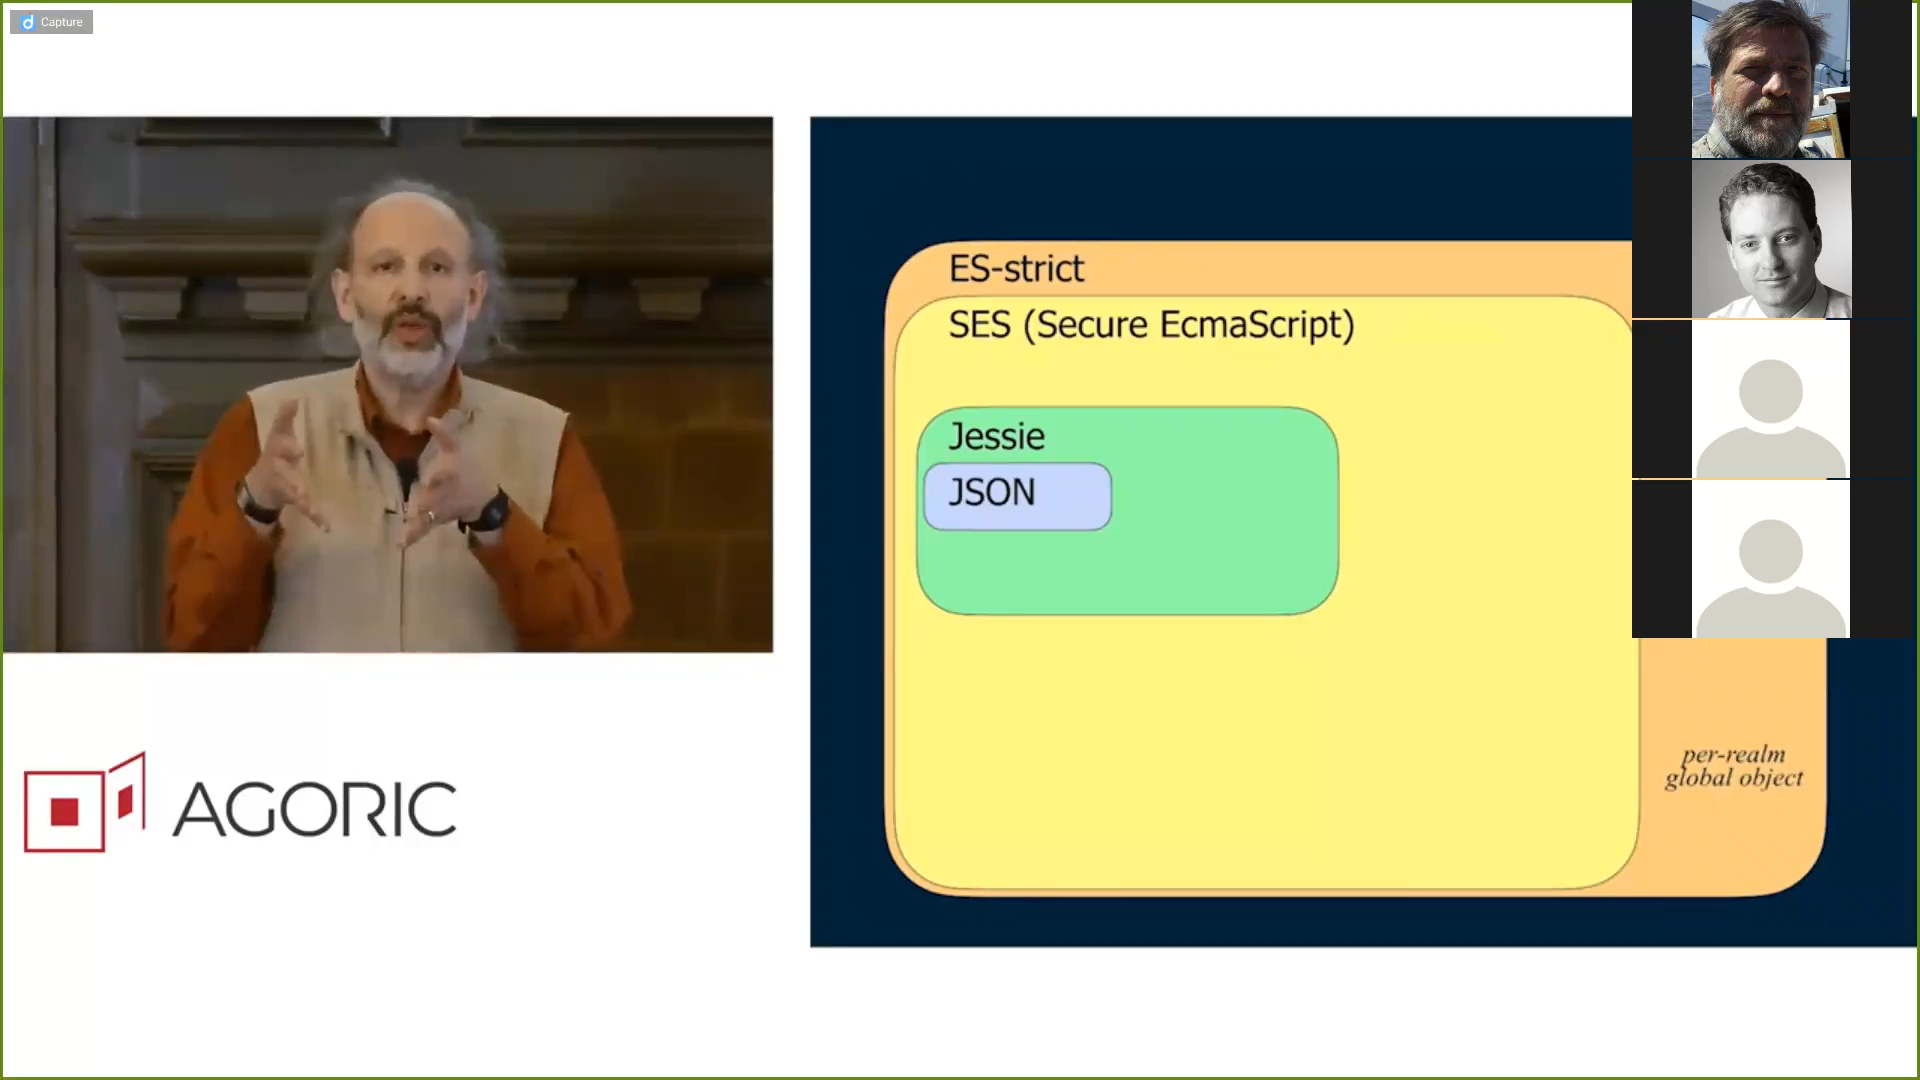 Capture
ES-strict
SES (Secure EcmaScript)
Jessie
JSON
per-realm
global object
AGORIC